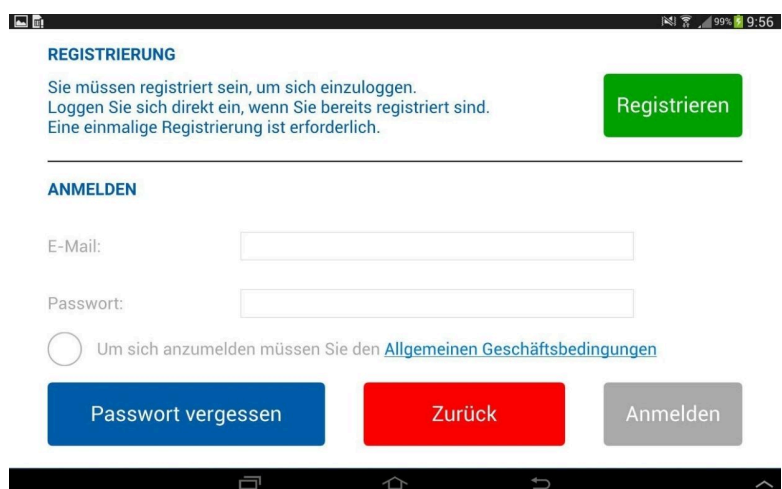 99% 9:56
REGISTRIERUNG
Sie müssen registriert sein, um sich einzuloggen.
Loggen Sie sich direkt ein, wenn Sie bereits registriert sind.
Eine einmalige Registrierung ist erforderlich.
Registrieren
ANMELDEN
E-Mail:
Passwort:
Um sich anzumelden müssen Sie den Allgemeinen Geschäftsbedingungen
Passwort vergessen
Zurück
Anmelden